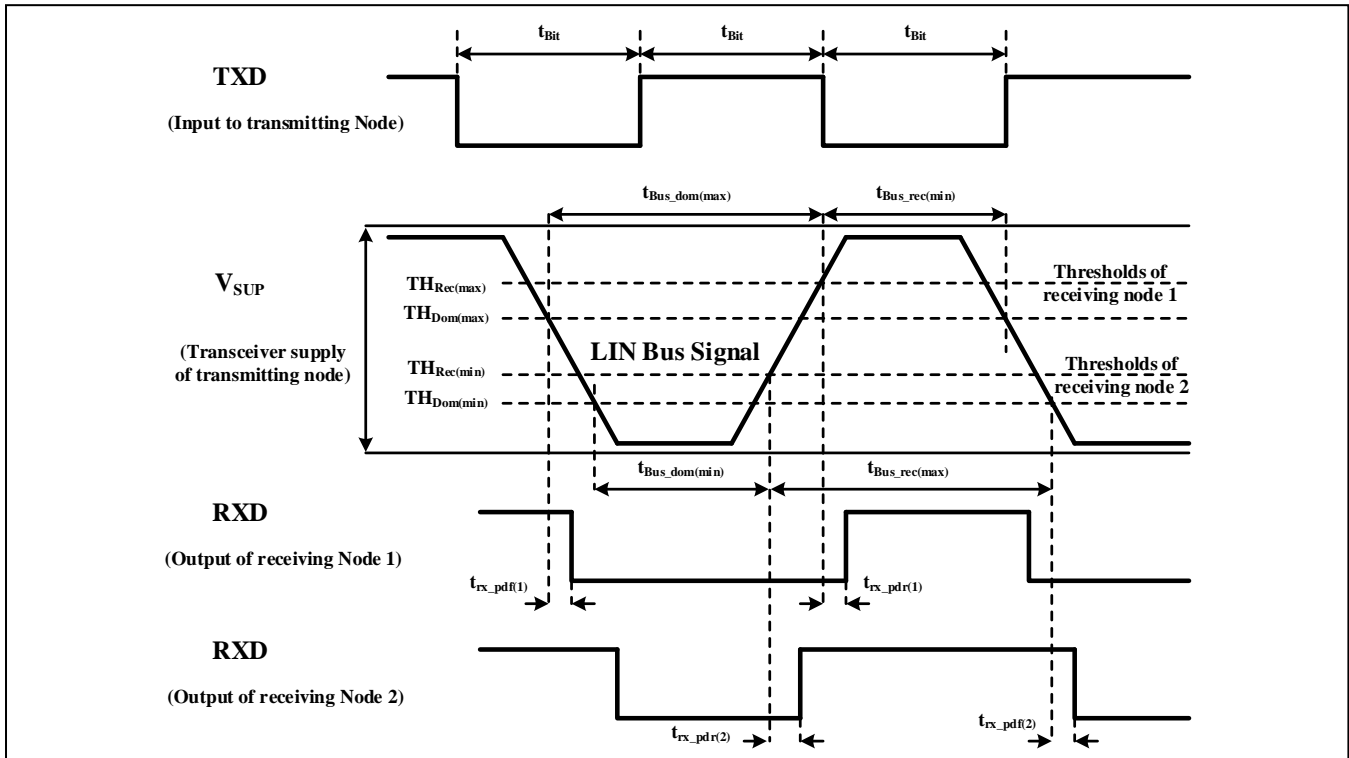 tBit tBit tBit
TXD
(Input to transmitting Node)
tBus_dom(max) tBus_rec(min)
VSUP
(Transceiver supply
of transmitting node)
THRec(max)
THDom(max)
THRec(min)
THDom(min)
LIN Bus Signal
Thresholds of
receiving node 1
Thresholds of
receiving node 2
tBus_dom(min) tBus_rec(max)
RXD
(Output of receiving Node 1)
trx_pdf(1) trx_pdr(1)
RXD
(Output of receiving Node 2)
trx_pdr(2) trx_pdf(2)